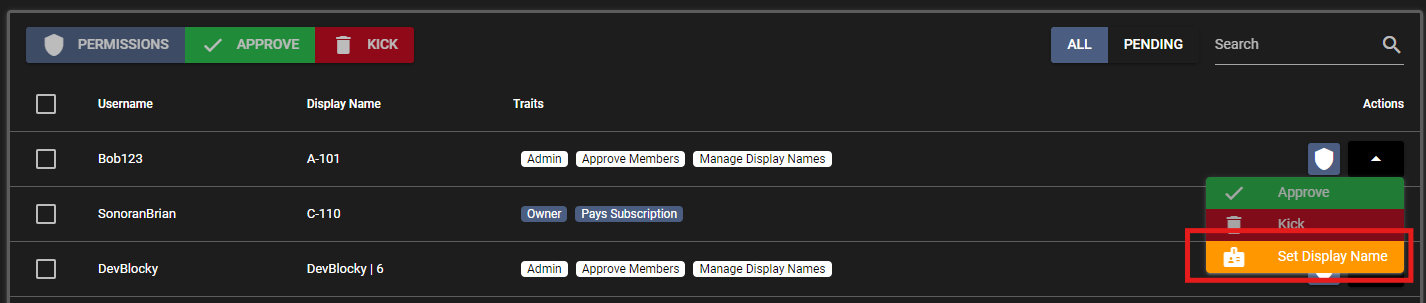 PERMISSIONS APPROVE KICK ALL PENDING Search
Username Display Name Traits Actions
Bob123 A-101 Admin Approve Members Manage Display Names
Approve
SonoranBrian C-110 Owner Pays Subscription
Kick
Set Display Name
DevBlocky DevBlocky | 6 Admin Approve Members Manage Display Names